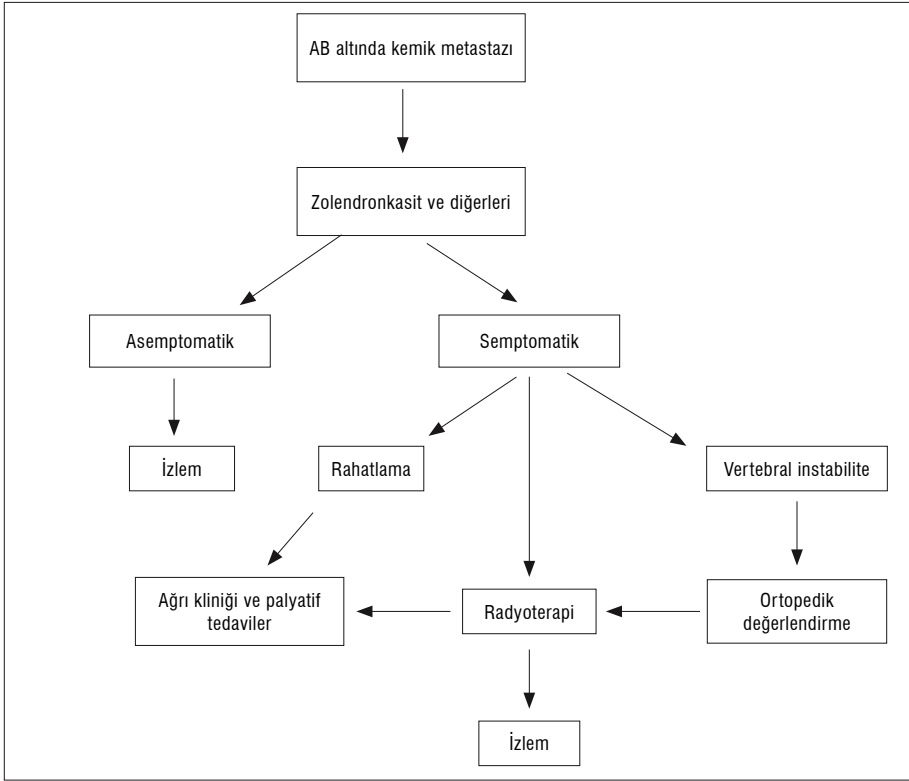 AB altında kemik metastazı
Zolendronkasit ve diğerleri
Asemptomatik
Semptomatik
İzlem
Rahatlama
Vertebral instabilite
Ağrı kliniği ve palyatif
tedaviler
Radyoterapi
Ortopedik
değerlendirme
İzlem